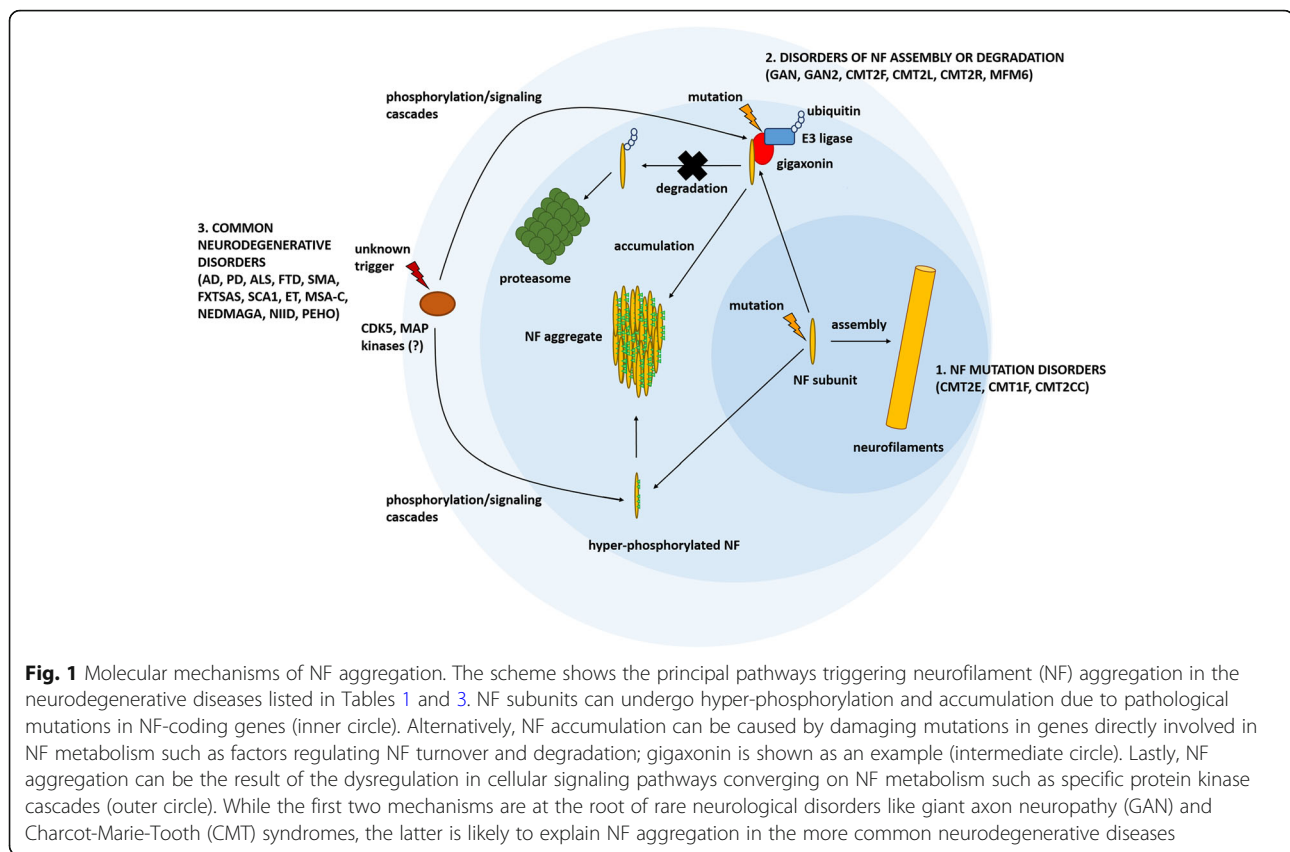 2. DISORDERS OF NF ASSEMBLY OR DEGRADATION
(GAN, GAN2, CMT2F, CMT2L, CMT2R, MFM6)
phosphorylation/signaling
cascades
mutation
ubiquitin
E3 ligase
gigaxonin
degradation
3. COMMON
NEURODEGENERATIVE
DISORDERS
(AD, PD, ALS, FTD, SMA,
FXTSAS, SCA1, ET, MSA-C,
NEDMAGA, NIID, PEHO)
unknown
trigger
accumulation
proteasome
CDK5, MAP
kinases (?)
NF aggregate
mutation
assembly
NF subunit
1. NF MUTATION DISORDERS
(CMT2E, CMT1F, CMT2CC)
neurofilaments
phosphorylation/signaling
cascades
hyper-phosphorylated NF
Fig. 1 Molecular mechanisms of NF aggregation. The scheme shows the principal pathways triggering neurofilament (NF) aggregation in the
neurodegenerative diseases listed in Tables 1 and 3. NF subunits can undergo hyper-phosphorylation and accumulation due to pathological
mutations in NF-coding genes (inner circle). Alternatively, NF accumulation can be caused by damaging mutations in genes directly involved in
NF metabolism such as factors regulating NF turnover and degradation; gigaxonin is shown as an example (intermediate circle). Lastly, NF
aggregation can be the result of the dysregulation in cellular signaling pathways converging on NF metabolism such as specific protein kinase
cascades (outer circle). While the first two mechanisms are at the root of rare neurological disorders like giant axon neuropathy (GAN) and
Charcot-Marie-Tooth (CMT) syndromes, the latter is likely to explain NF aggregation in the more common neurodegenerative diseases